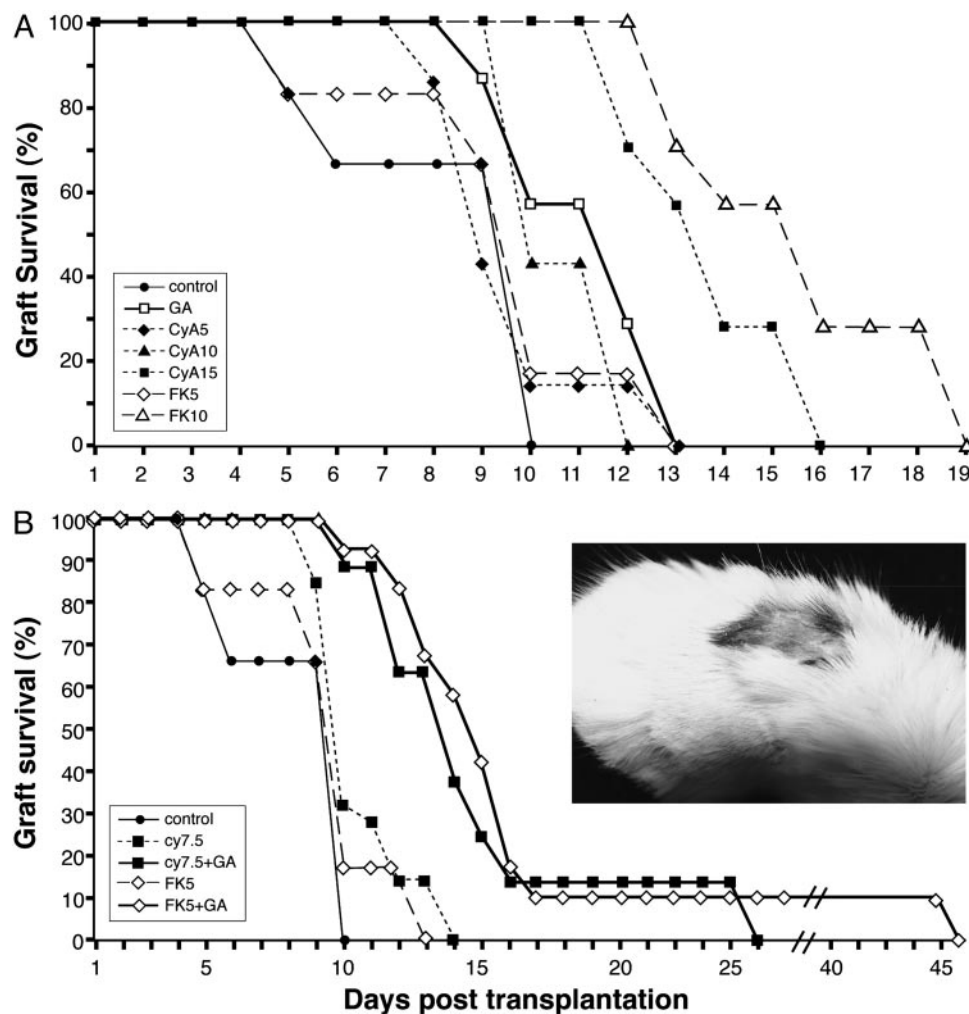 A
Graft Survival (%)
100
80
60
40
20
0
control
GA
CyA5
CyA10
CyA15
FK5
FK10
1 2 3 4 5 6 7 8 9 10 11 12 13 14 15 16 17 18 19
B
Graft survival (%)
100
90
80
70
60
50
40
30
20
10
0
control
cy7.5
cy7.5+GA
FK5
FK5+GA
1 5 10 15 20 25 40 45
Days post transplantation